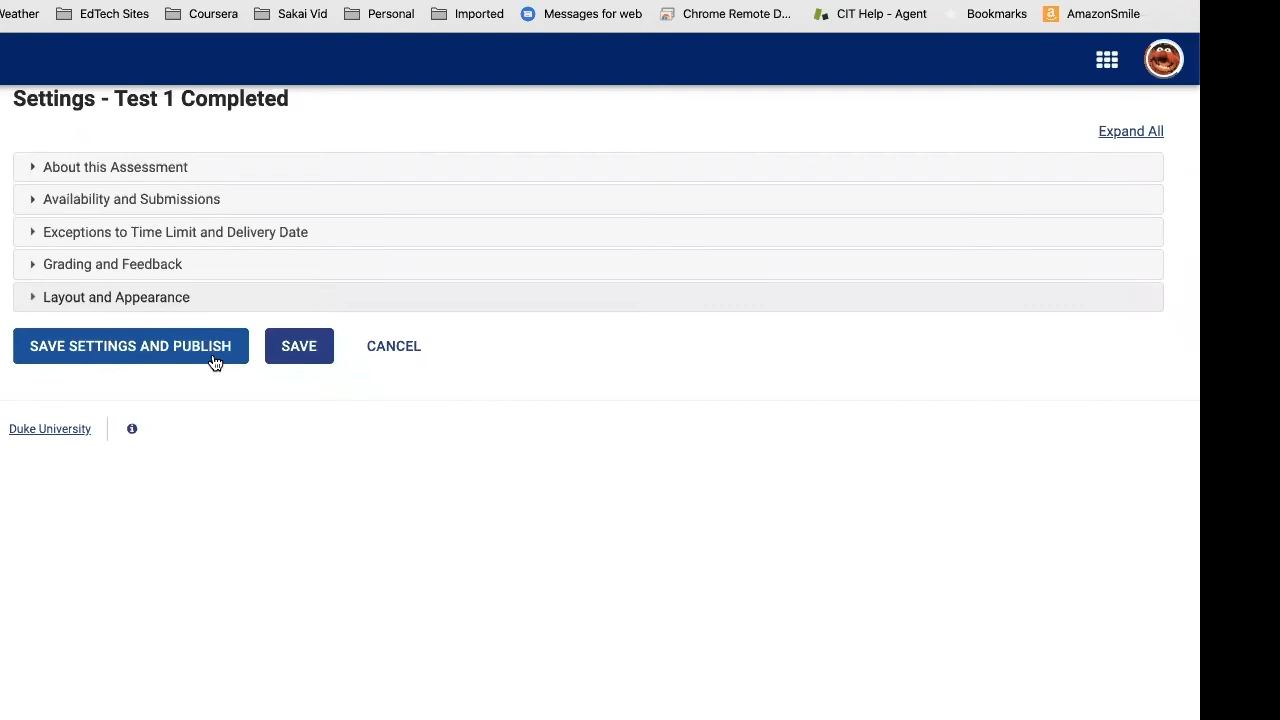 EdTech Sites Coursera Sakai Vid Personal Imported Messages for web Chrome Remote D... CIT Help - Agent Bookmarks AmazonSmile
Settings - Test 1 Completed
Expand All
About this Assessment
Availability and Submissions
Exceptions to Time Limit and Delivery Date
Grading and Feedback
Layout and Appearance
SAVE SETTINGS AND PUBLISH SAVE CANCEL
Duke University